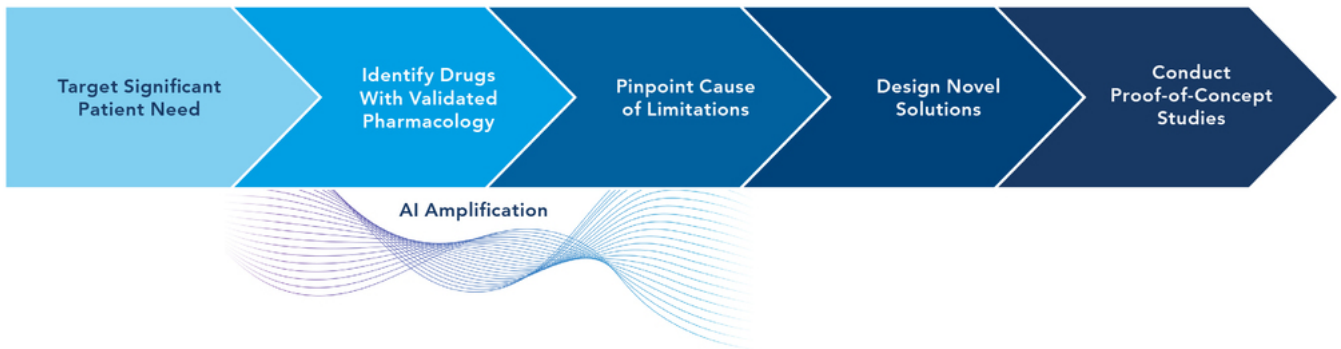 Target Significant
Patient Need
Identify Drugs
With Validated
Pharmacology
Pinpoint Cause
of Limitations
Design Novel
Solutions
Conduct
Proof-of-Concept
Studies
AI Amplification